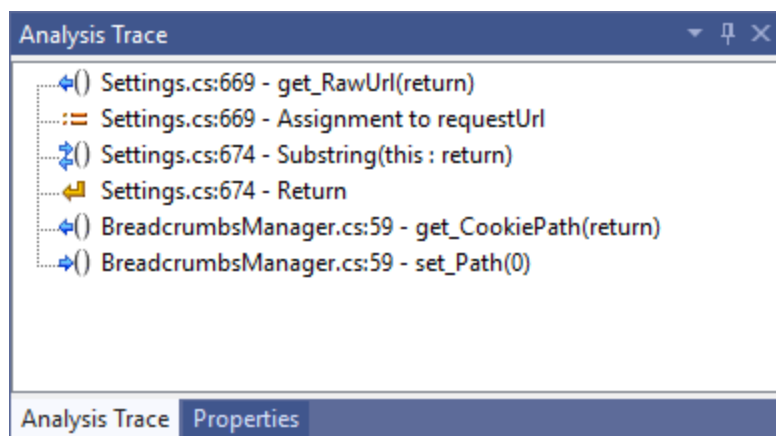 Analysis Trace
() Settings.cs:669 - get_RawUrl(return)
:= Settings.cs:669 - Assignment to requestUrl
() Settings.cs:674 - Substring(this : return)
Settings.cs:674 - Return
() BreadcrumbsManager.cs:59 - get_CookiePath(return)
() BreadcrumbsManager.cs:59 - set_Path(0)
Analysis Trace Properties